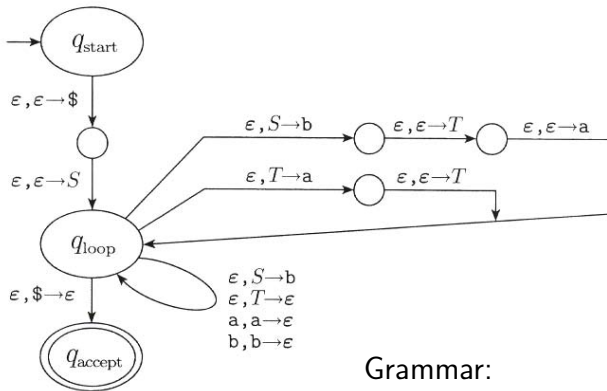 q_start
ε, ε→$
ε, S→b
ε, ε→T
ε, ε→a
ε, ε→S
ε, T→a
ε, ε→T
q_loop
ε, S→b
ε, $→ε
ε, T→ε
a, a→ε
b, b→ε
q_accept
Grammar: